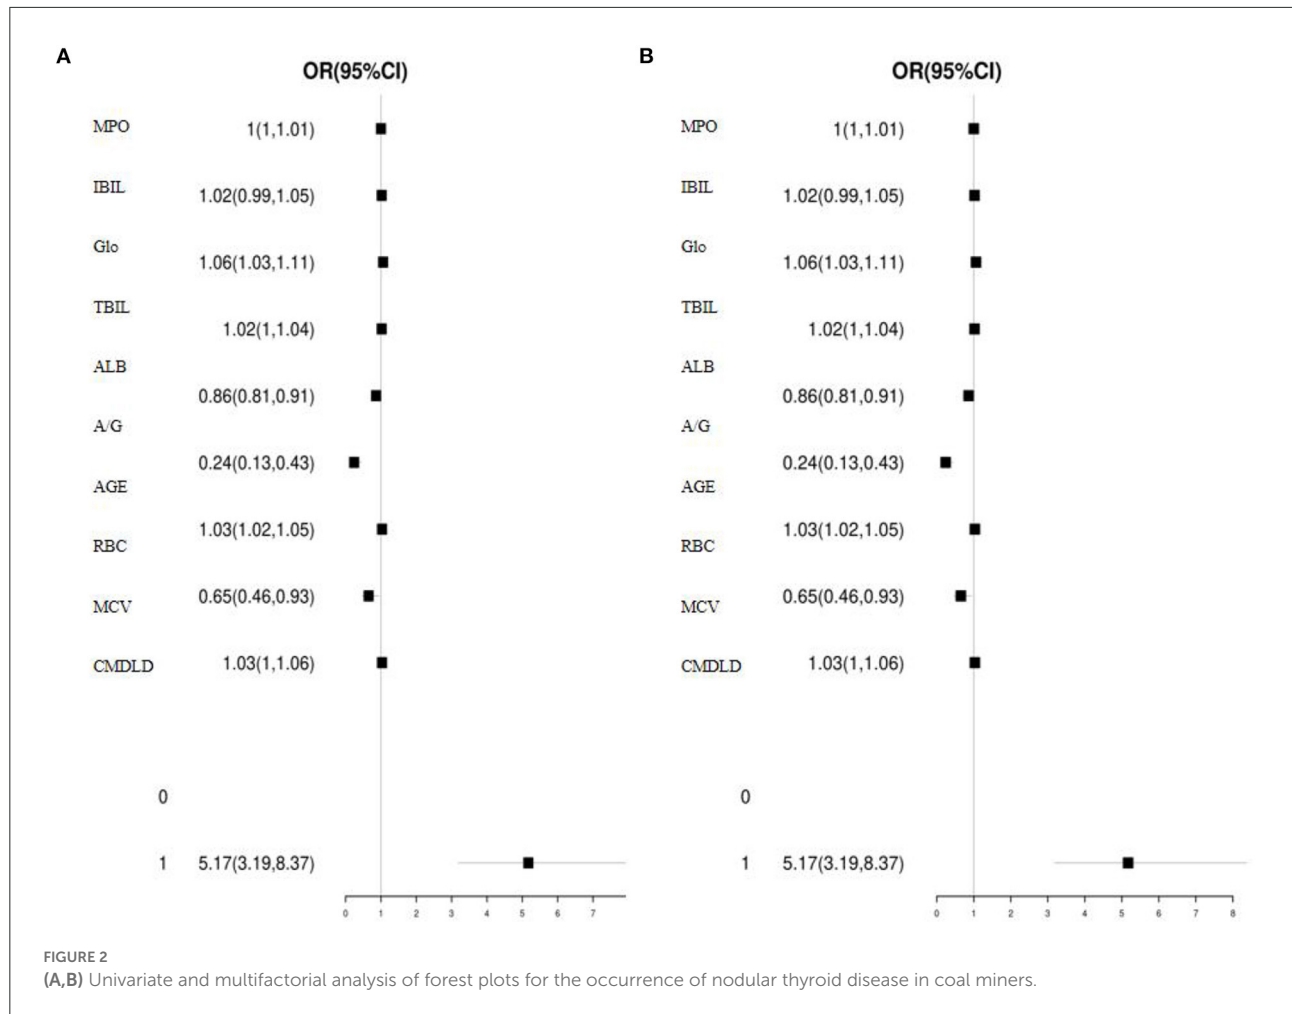 A
OR(95%CI)
MPO 1(1,1.01)
IBIL 1.02(0.99,1.05)
Glo 1.06(1.03,1.11)
TBIL 1.02(1,1.04)
ALB 0.86(0.81,0.91)
A/G 0.24(0.13,0.43)
AGE 1.03(1.02,1.05)
RBC 0.65(0.46,0.93)
MCV 1.03(1,1.06)
CMDLD
0
1 5.17(3.19,8.37)
0 1 2 3 4 5 6 7
B
OR(95%CI)
MPO 1(1,1.01)
IBIL 1.02(0.99,1.05)
Glo 1.06(1.03,1.11)
TBIL 1.02(1,1.04)
ALB 0.86(0.81,0.91)
A/G 0.24(0.13,0.43)
AGE 1.03(1.02,1.05)
RBC 0.65(0.46,0.93)
MCV 1.03(1,1.06)
CMDLD
0
1 5.17(3.19,8.37)
0 1 2 3 4 5 6 7 8
FIGURE 2
(A,B) Univariate and multifactorial analysis of forest plots for the occurrence of nodular thyroid disease in coal miners.